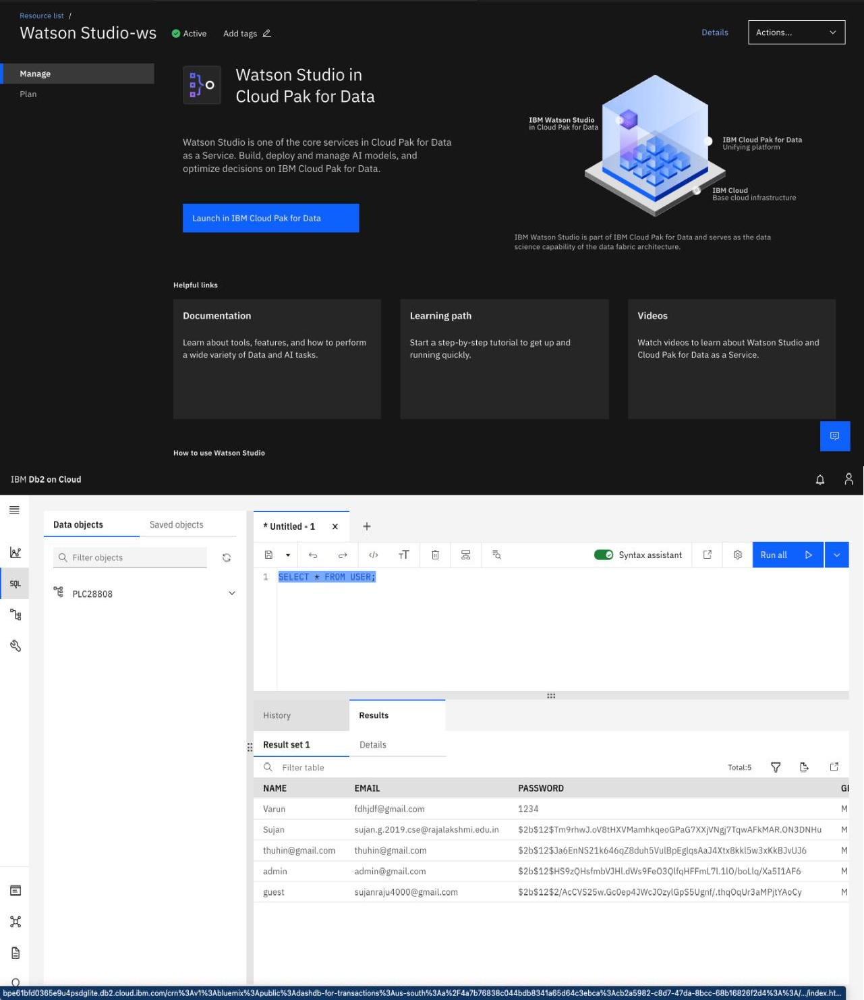 Resource list /
Watson Studio-ws
Active
Add tags
Details
Actions...
Manage
Plan
Watson Studio in
Cloud Pak for Data
Watson Studio is one of the core services in Cloud Pak for Data
as a Service. Build, deploy and manage AI models, and
optimize decisions on IBM Cloud Pak for Data.
Launch in IBM Cloud Pak for Data
IBM Watson Studio
in Cloud Pak for Data
IBM Cloud Pak for Data
Unifying platform
IBM Cloud
Base cloud infrastructure
IBM Watson Studio is part of IBM Cloud Pak for Data and serves as the data
science capability of the data fabric architecture.
Helpful links
Documentation
Learn about tools, features, and how to perform
a wide variety of Data and AI tasks.
Learning path
Start a step-by-step tutorial to get up and
running quickly.
Videos
Watch videos to learn about Watson Studio and
Cloud Pak for Data as a Service.
How to use Watson Studio
IBM Db2 on Cloud
Data objects
Saved objects
* Untitled - 1
Filter objects
Syntax assistant
Run all
SQL
1 SELECT * FROM USER;
PLC28808
History
Results
Result set 1
Details
Filter table
Total:5
NAME EMAIL PASSWORD GE
Varun fdhjdf@gmail.com 1234 M
Sujan sujan.g.2019.cse@rajalakshmi.edu.in $2b$12$Tm9rhwJ.oV8tHXVMamhkqeoGPaG7XXjVNgj7TqwAFkMAR.ON3DNHu M
thuhin@gmail.com thuhin@gmail.com $2b$12$Ja6EnNS21k646qZ8duh5VulBpEglqsAaJ4Xtx8kkl5w3xKkBJvUJ6 M
admin admin@gmail.com $2b$12$HS9zQHsfmbVJHl.dWs9FeO3QlfqHFFmL7l.1lO/boLlq/Xa5I1AF6 M
guest sujanraju4000@gmail.com $2b$12$2/AcCVS25w.Gc0ep4JWcJOzylGpS5Ugnf/.thqOqUr3aMPjtYAoCy M
bpe61bfd0365e9u4psdglite.db2.cloud.ibm.com/crn%3Av1%3Abluemix%3Apublic%3Adashdb-for-transactions%3Aus-south%3Aa%2F4a7b76838c044bdb8341a65d64c3ebca%3Acb2a5982-c8d7-47da-8bcc-68b16826f2d4%3A%3A/.../index.ht...